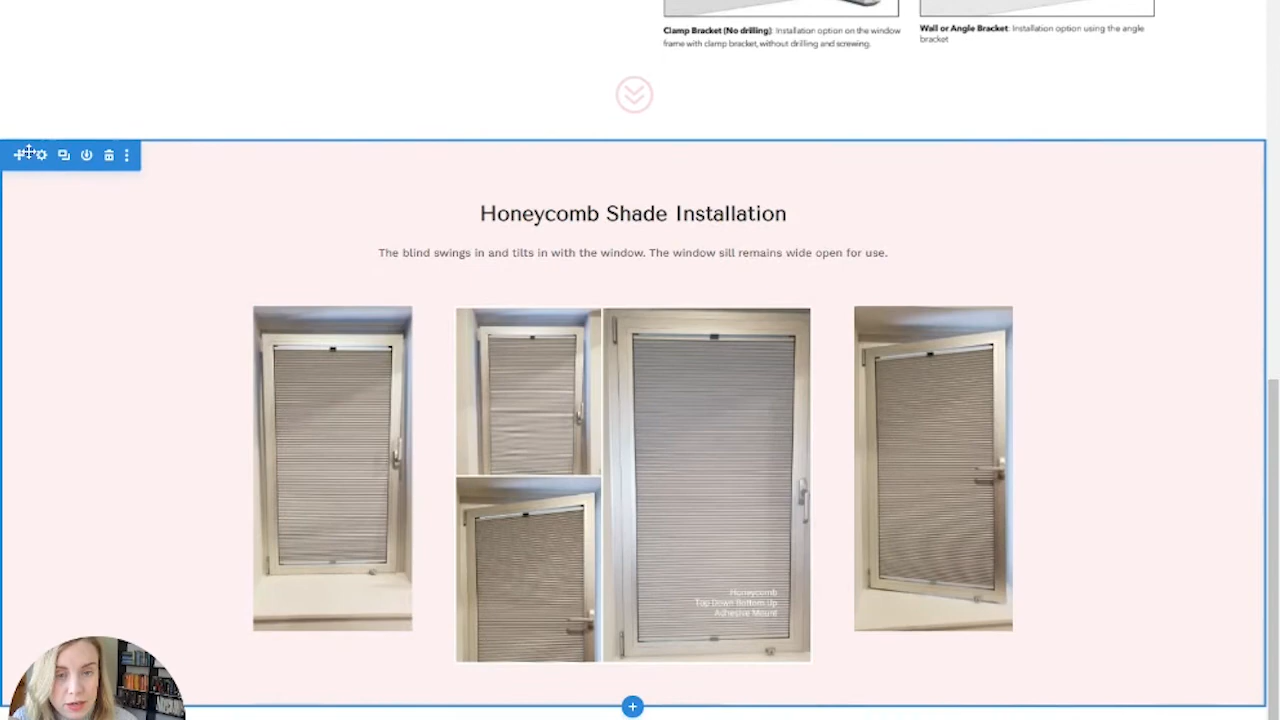 Clamp Bracket (No drilling): Installation option on the window
frame with clamp bracket, without drilling and screwing.
Wall or Angle Bracket: Installation option using the angle
bracket
Honeycomb Shade Installation
The blind swings in and tilts in with the window. The window sill remains wide open for use.
Honeycomb
Top Down Bottom Up
Adhesive Mount